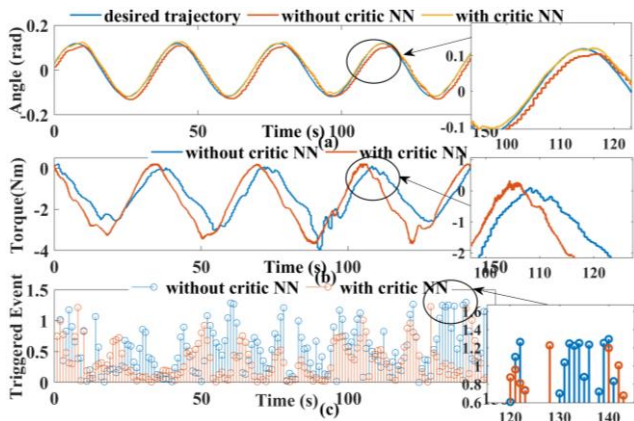 desired trajectory without critic NN with critic NN
Angle (rad)
0.2
0
-0.2
0 50 100 150
Time (s)
(a)
0.1
0
-0.1
100 110 120
without critic NN with critic NN
Torque(Nm)
0
-2
-4
0 50 100 150
Time (s)
(b)
0
-1
-2
100 110 120
without critic NN with critic NN
Triggered Event
1.5
1
0.5
0
0 50 100
Time (s)
(c)
1.6
1.4
1.2
1
0.8
0.6
120 130 140